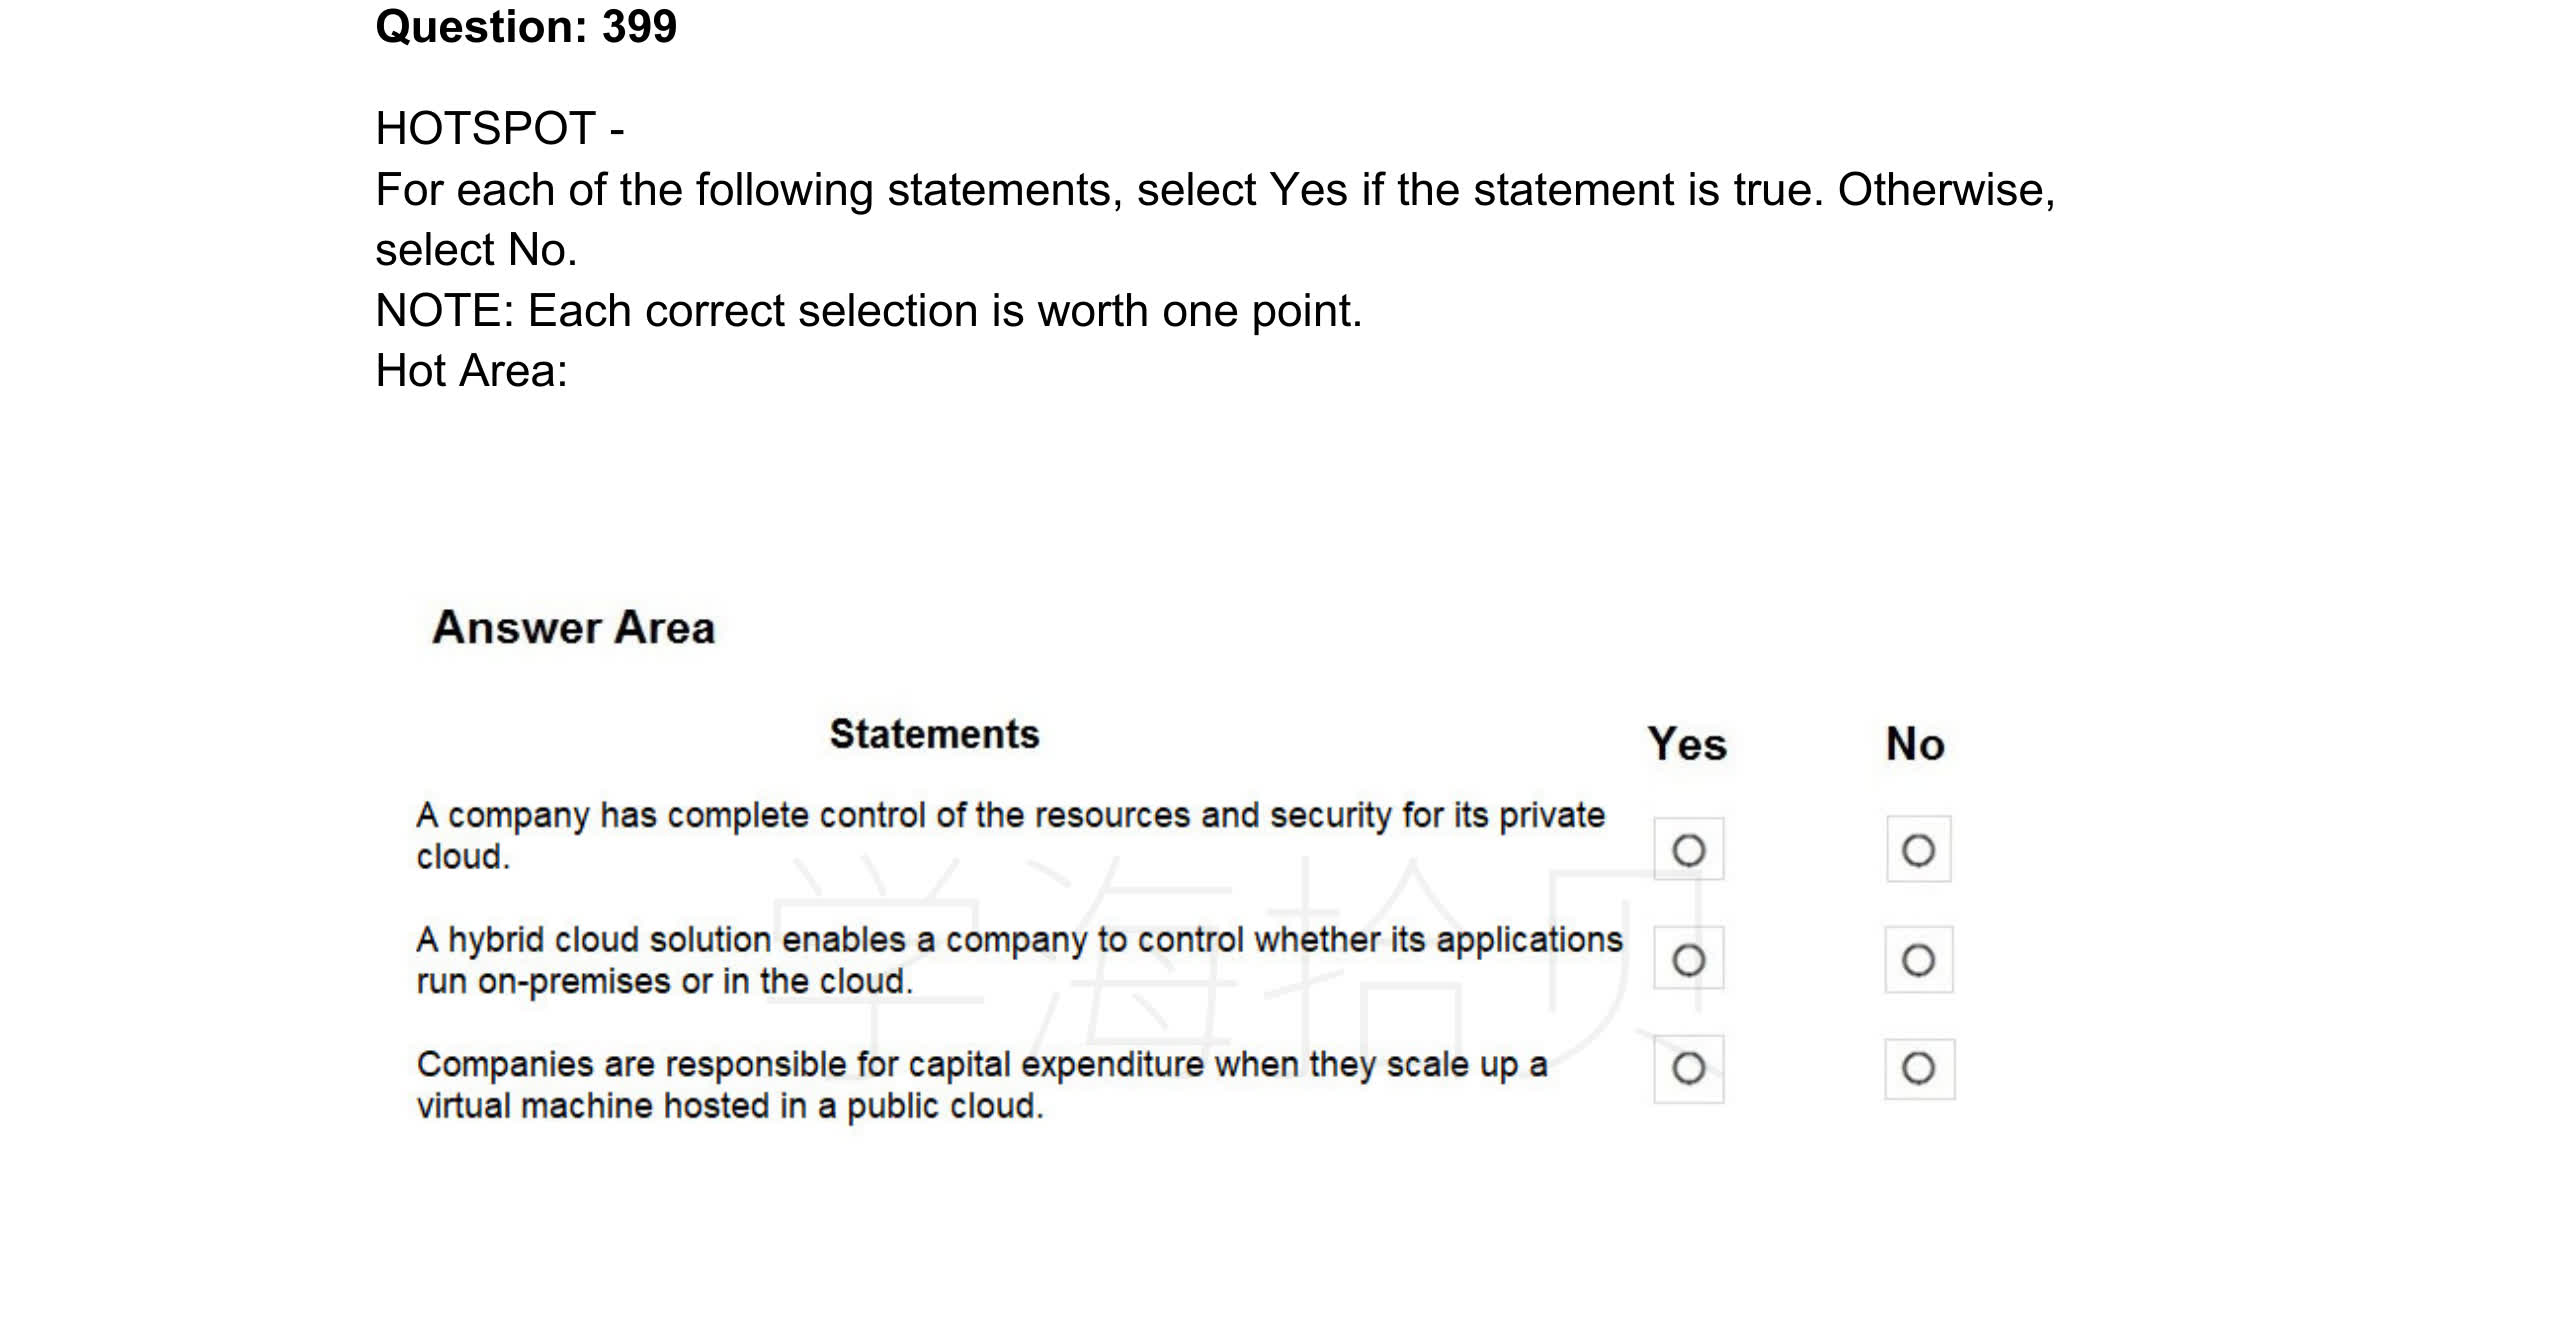 Question: 399
HOTSPOT -
For each of the following statements, select Yes if the statement is true. Otherwise,
select No.
NOTE: Each correct selection is worth one point.
Hot Area:
Answer Area
Statements Yes No
A company has complete control of the resources and security for its private
cloud.
A hybrid cloud solution enables a company to control whether its applications
run on-premises or in the cloud.
Companies are responsible for capital expenditure when they scale up a
virtual machine hosted in a public cloud.
学海拾贝